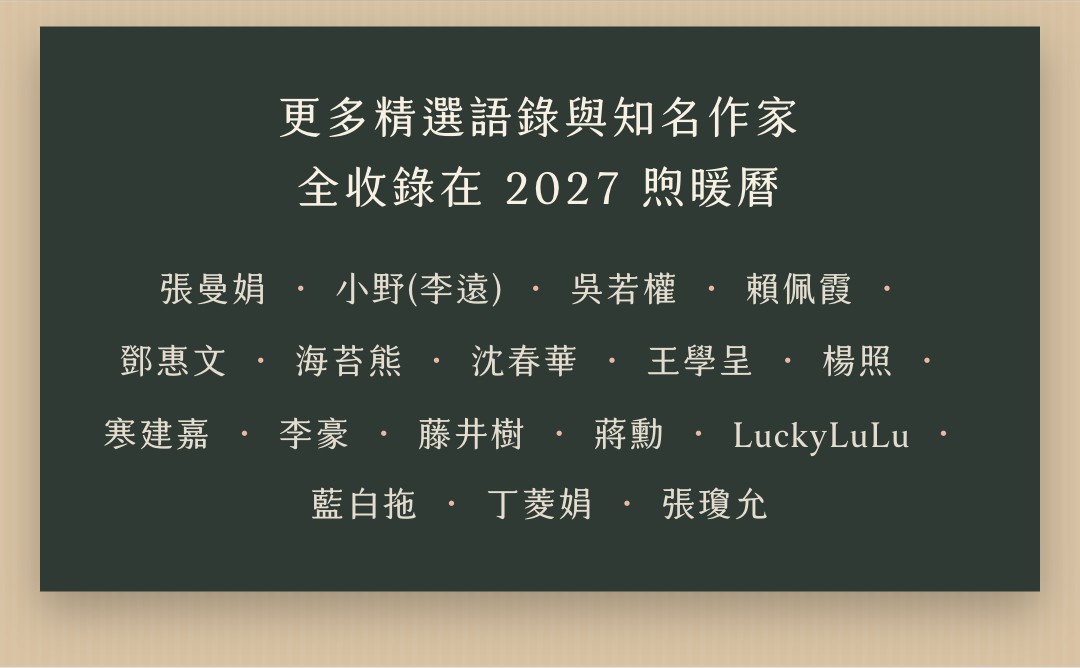 更多精選語錄與知名作家
全收錄在 2027 煦暖曆
張曼娟 · 小野(李遠) · 吳若權 · 賴佩霞 ·
鄧惠文 · 海苔熊 · 沈春華 · 王學呈 · 楊照 ·
寒建嘉 · 李豪 · 藤井樹 · 蔣勳 · LuckyLuLu ·
藍白拖 · 丁菱娟 · 張瓊允